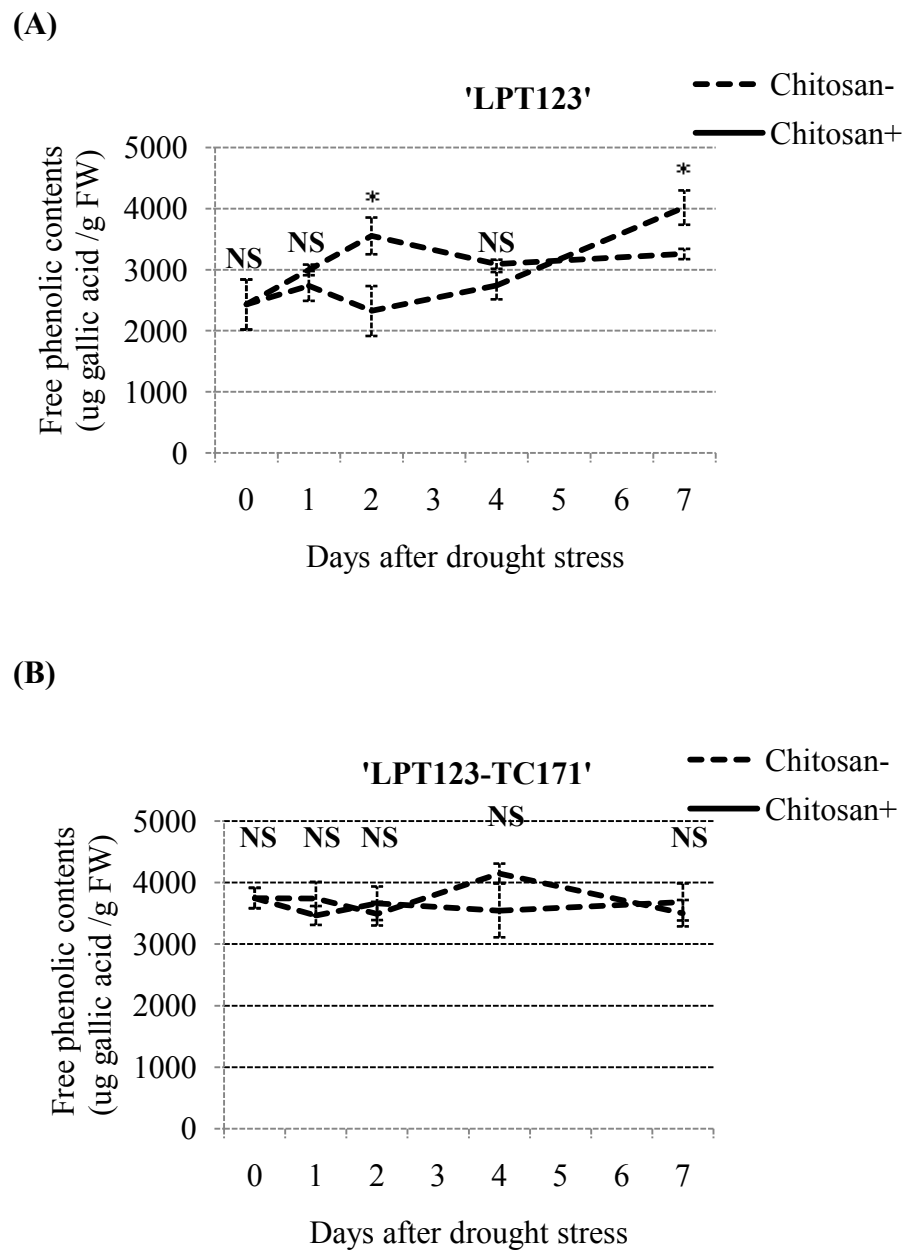 (A)
'LPT123'
Chitosan-
Chitosan+
Free phenolic contents
(ug gallic acid /g FW)
5000
4000
3000
2000
1000
0
NS
NS
*
NS
*
0 1 2 3 4 5 6 7
Days after drought stress
(B)
'LPT123-TC171'
Chitosan-
Chitosan+
Free phenolic contents
(ug gallic acid /g FW)
5000
4000
3000
2000
1000
0
NS
NS
NS
NS
NS
0 1 2 3 4 5 6 7
Days after drought stress